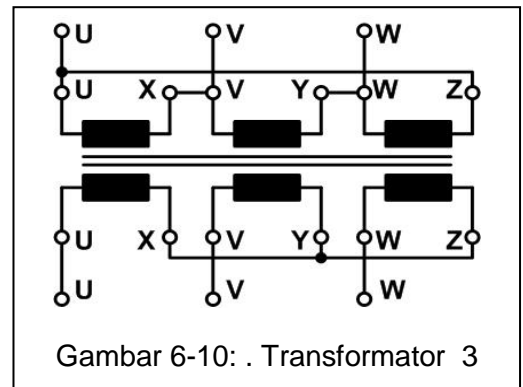 U V W
U X V Y W Z
U X V Y W Z
U V W
Gambar 6-10: . Transformator 3